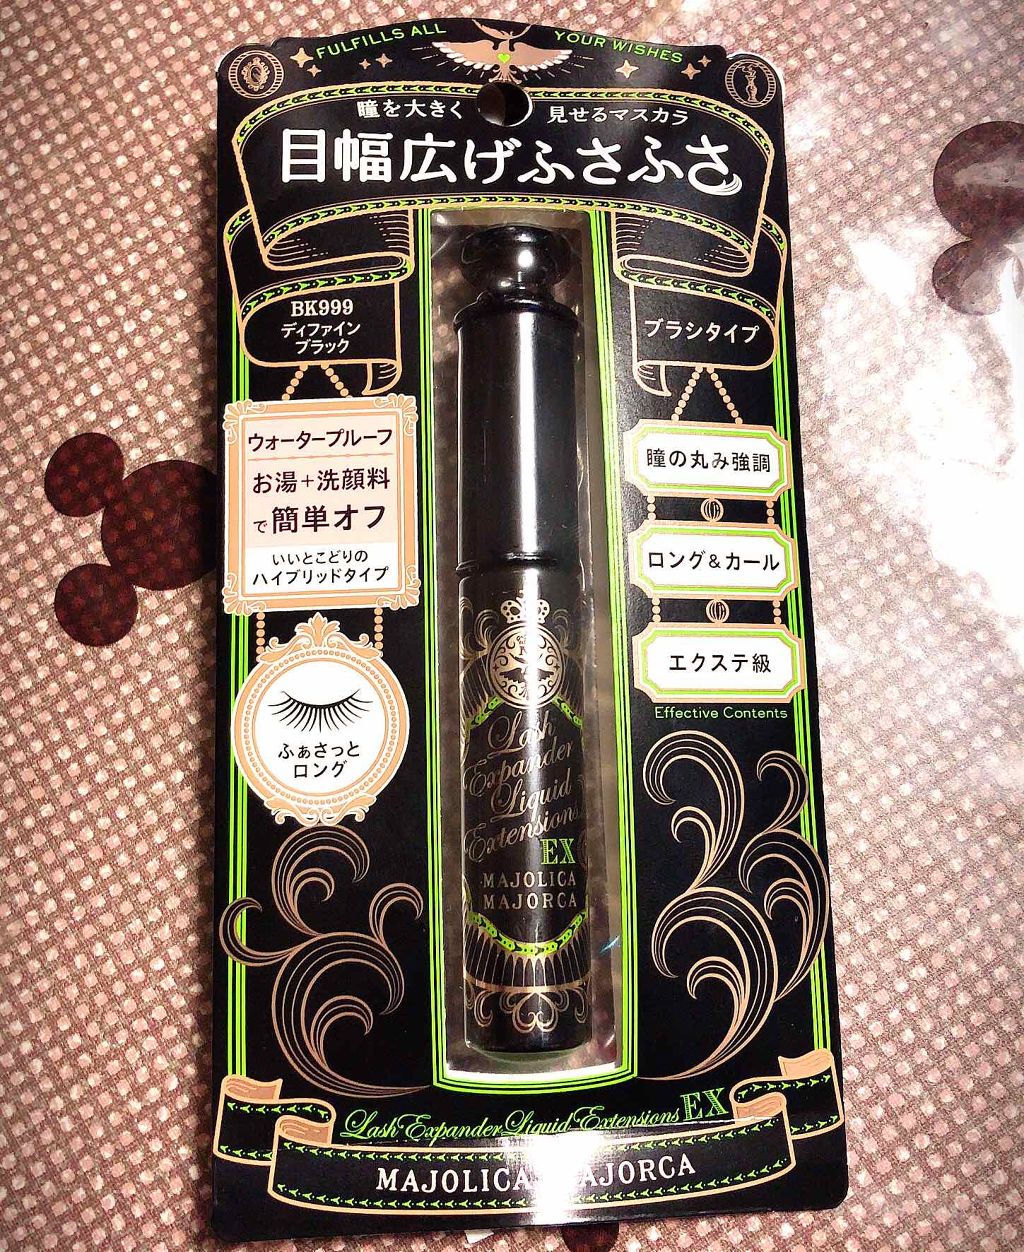 FULFILLS ALL YOUR WISHES
瞳を大きく 見せるマスカラ
目幅広げふさふさ
BK999
ディファイン
ブラック
ブラシタイプ
ウォータープルーフ
お湯+洗顔料
で簡単オフ
いいとこどりの
ハイブリッドタイプ
ふぁさっと
ロング
瞳の丸み強調
ロング&カール
エクステ級
Effective Contents
Lash
Expander
Liquid
Extensions
EX
MAJOLICA
MAJORCA
Lash Expander Liquid Extensions EX
MAJOLICA MAJORCA